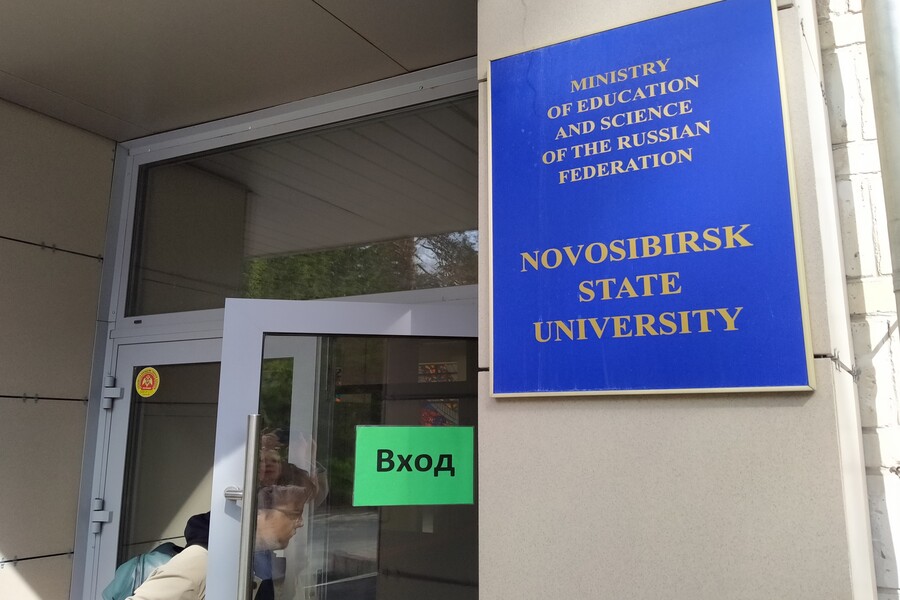 MINISTRY
OF EDUCATION
AND SCIENCE
OF THE RUSSIAN
FEDERATION
NOVOSIBIRSK
STATE
UNIVERSITY
Вход